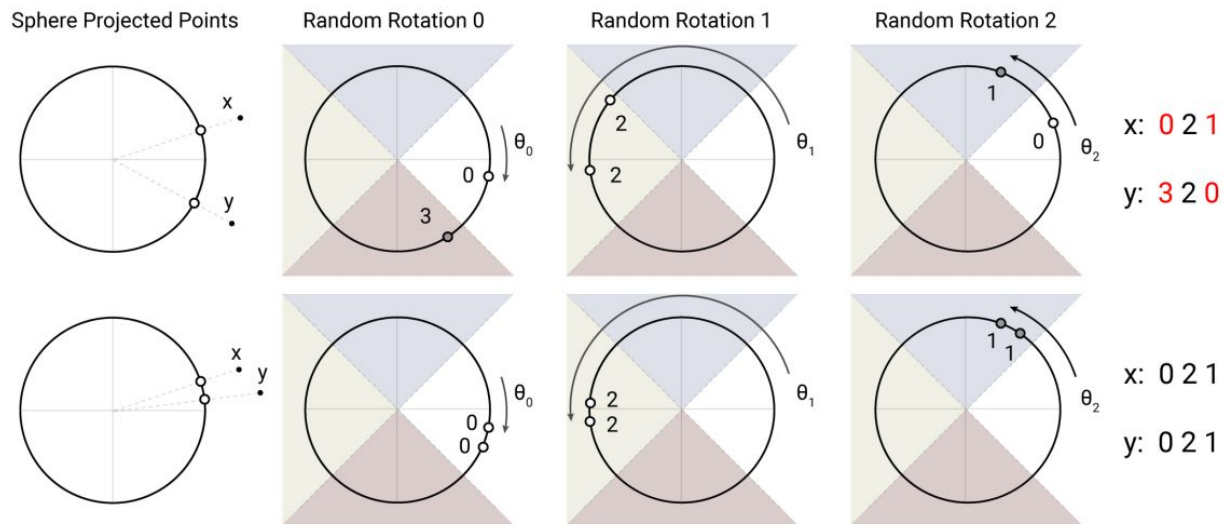 Sphere Projected Points
Random Rotation 0
Random Rotation 1
Random Rotation 2
x
y
0
3
θ0
2
2
θ1
1
0
θ2
x: 0 2 1
y: 3 2 0
x
y
0
0
θ0
2
2
θ1
1
1
θ2
x: 0 2 1
y: 0 2 1